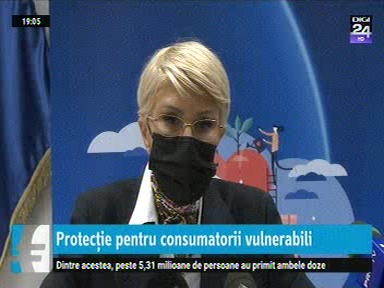 19:05
DIGI
24
HD
Protecție pentru consumatorii vulnerabili
Dintre acestea, peste 5,31 milioane de persoane au primit ambele doze